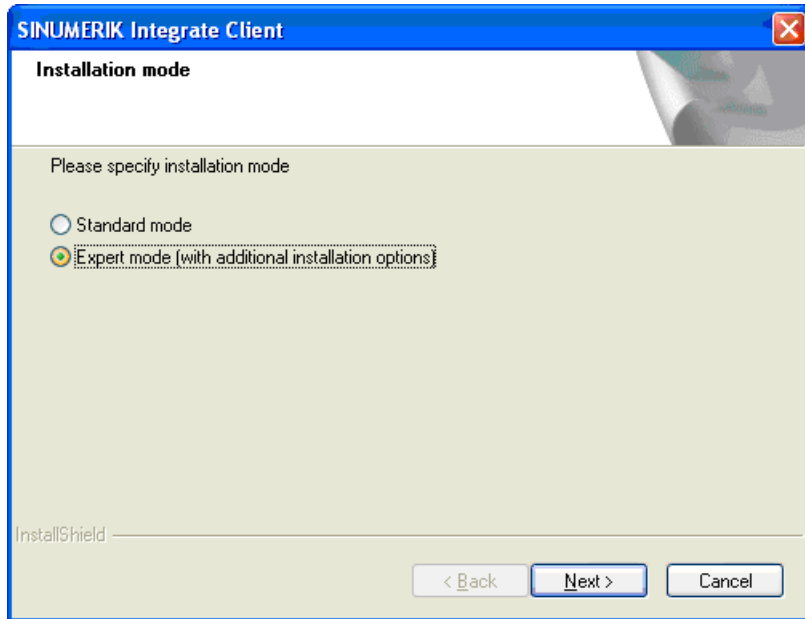 SINUMERIK Integrate Client
Installation mode
Please specify installation mode
Standard mode
Expert mode (with additional installation options)
InstallShield
< Back Next > Cancel